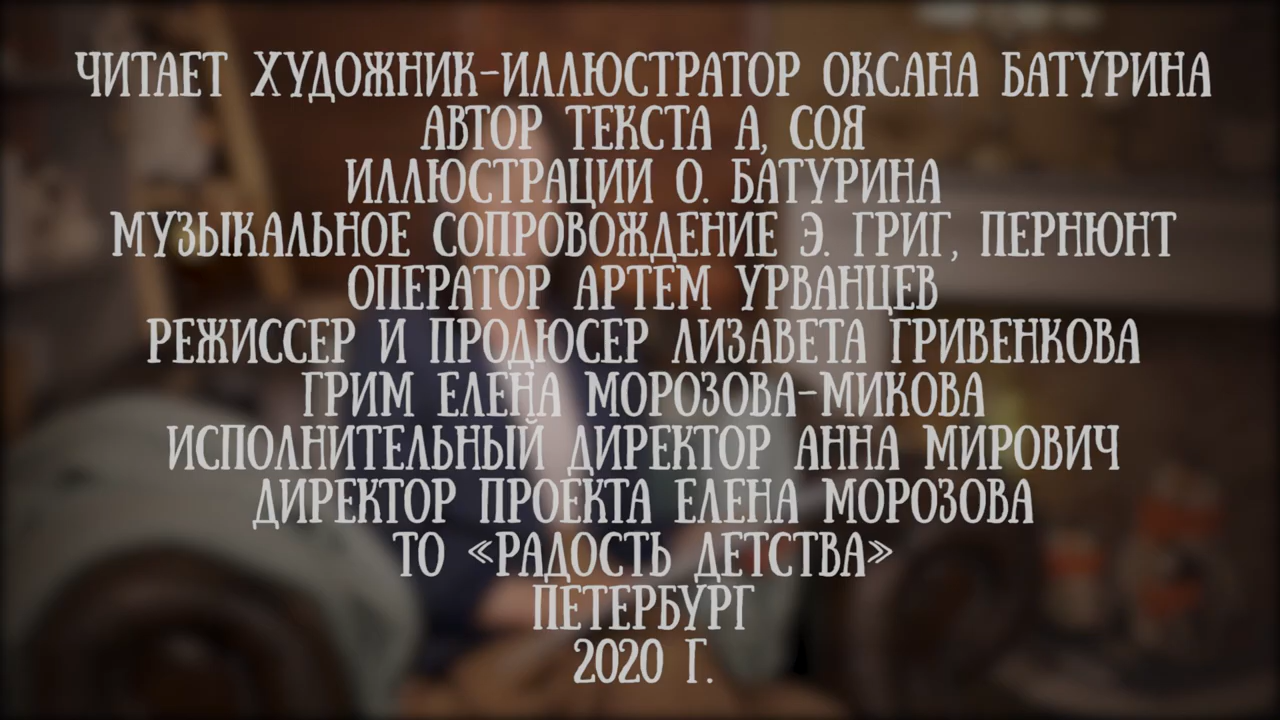 ЧИТАЕТ ХУДОЖНИК-ИЛЛЮСТРАТОР ОКСАНА БАТУРИНА
АВТОР ТЕКСТА А, СОЯ
ИЛЛЮСТРАЦИИ О. БАТУРИНА
МУЗЫКАЛЬНОЕ СОПРОВОЖДЕНИЕ Э. ГРИГ, ПЕРНЮНТ
ОПЕРАТОР АРТЕМ УРВАНЦЕВ
РЕЖИССЕР И ПРОДЮСЕР ЛИЗАВЕТА ГРИВЕНКОВА
ГРИМ ЕЛЕНА МОРОЗОВА-МИКОВА
ИСПОЛНИТЕЛЬНЫЙ ДИРЕКТОР АННА МИРОВИЧ
ДИРЕКТОР ПРОЕКТА ЕЛЕНА МОРОЗОВА
ТО «РАДОСТЬ ДЕТСТВА»
ПЕТЕРБУРГ
2020 Г.